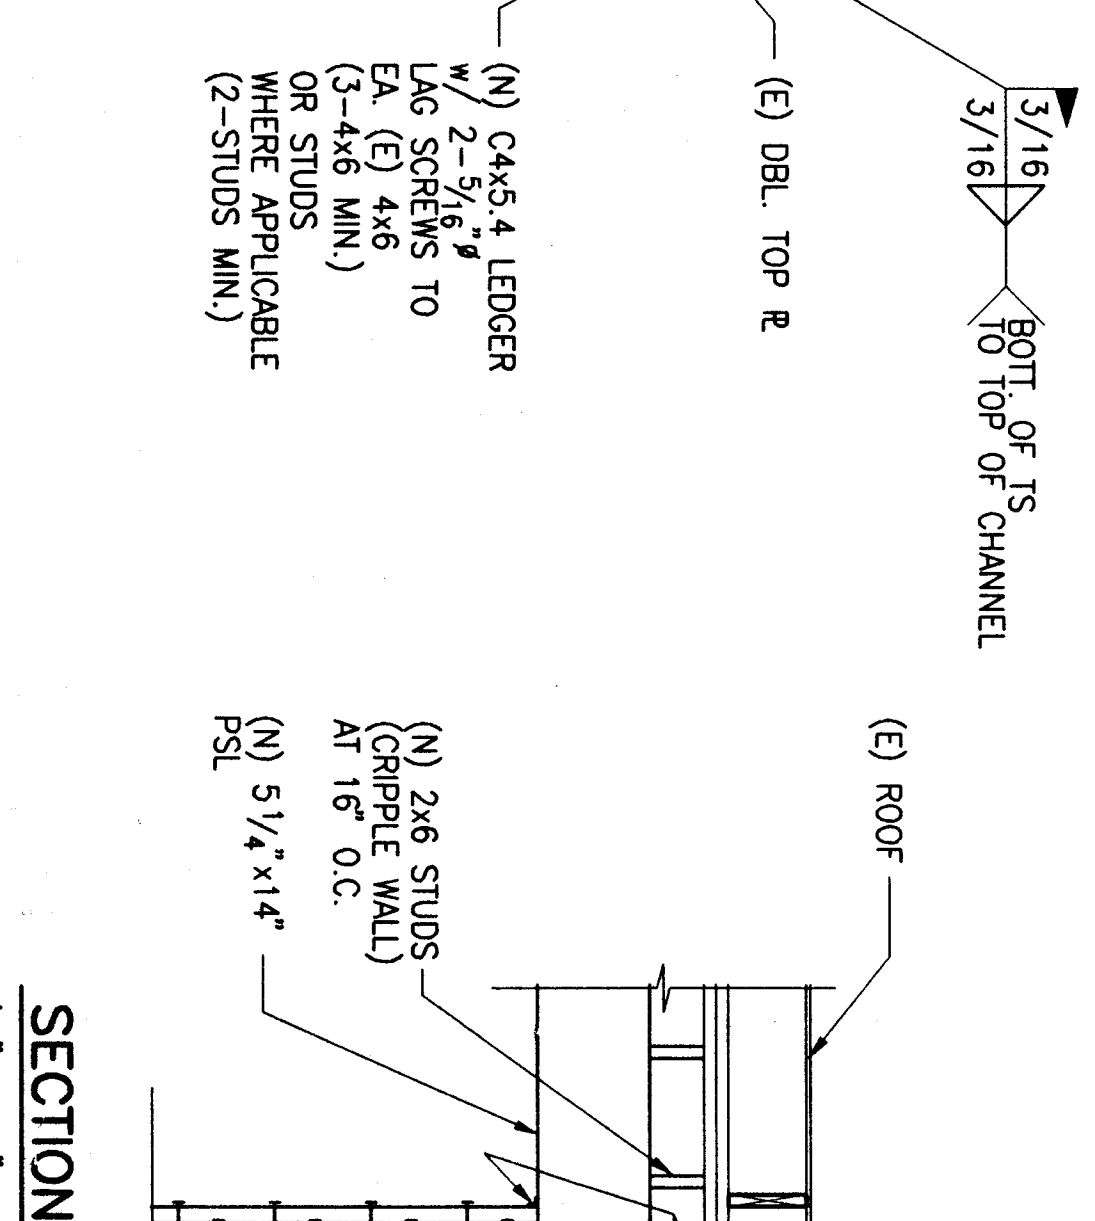 3/16
3/16
BOTT. OF TS
TO TOP OF CHANNEL
(E) DBL. TOP ℄
(N) C4x5.4 LEDGER
w/ 2-5/16"ø
LAG SCREWS TO
EA. (E) 4x6
(3-4x6 MIN.)
OR STUDS
WHERE APPLICABLE
(2-STUDS MIN.)
(E) ROOF
(N) 2x6 STUDS
(CRIPPLE WALL)
AT 16" O.C.
(N) 5 1/4"x14"
PSL
SECTION